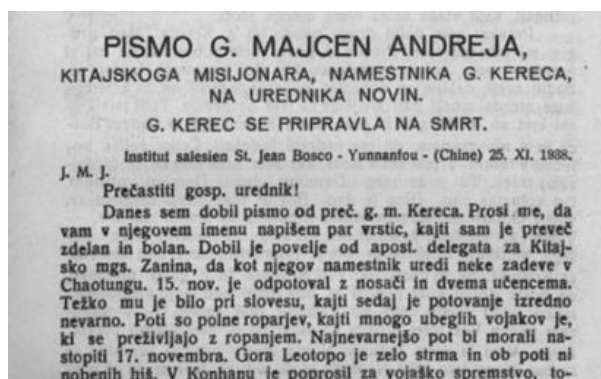 PISMO G. MAJCEN ANDREJA,
KITAJSKOGA MISIJONARA, NAMESTNIKA G. KERECA,
NA UREDNIKA NOVIN.
G. KEREC SE PRIPRAVLA NA SMRT.
Institut salesien St. Jean Bosco - Yunnanfou - (Chine) 25. XI. 1938.
J. M. J.
Prečastiti gosp. urednik!
Danes sem dobil pismo od preč. g. m. Kereca. Prosi me, da
vam v njegovem imenu napišem par vrstic, kajti sam je preveč
zdelan in bolan. Dobil je povelje od apost. delegata za Kitaj-
sko mgs. Zanina, da kot njegov namestnik uredi neke zadeve v
Chaotungu. 15. nov. je odpotoval z nosači in dvema učencema.
Težko mu je bilo pri slovesu, kajti sedaj je potovanje izredno
nevarno. Poti so polne roparjev, kajti mnogo ubeglih vojakov je,
ki se preživljajo z ropanjem. Najnevarnejšo pot bi morali na-
stopiti 17. novembra. Gora Leotopo je zelo strma in ob poti ni
nobenih hiš. V Konhanu je poprosil za vojaško spremstvo, to-